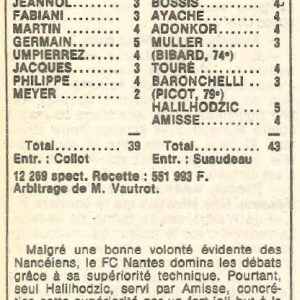 JEANNOL........ 3 BOSSIS.......... 4
FABIANI........ 3 AYACHE.......... 4
MARTIN........ 4 ADONKOR........ 4
GERMAIN...... 5 MULLER.......... 3
UMPIERREZ.... 4 (BIBARD, 74e)
JACQUES...... 3 TOURÉ .......... 4
PHILIPPE...... 3 BARONCHELLI .. 3
MEYER........ 2 (PICOT, 79e)
HALILHODZIC.. 5
AMISSE.......... 4
Total........ 39 Total........ 43
Entr. : Collot Entr. : Suaudeau
12 269 spect. Recette : 551 993 F.
Arbitrage de M. Vautrot.
Malgré une bonne volonté évidente des
Nancéiens, le FC Nantes domina les débats
grâce à sa supériorité technique. Pourtant,
seul Halilhodzic, servi par Amisse, concré-